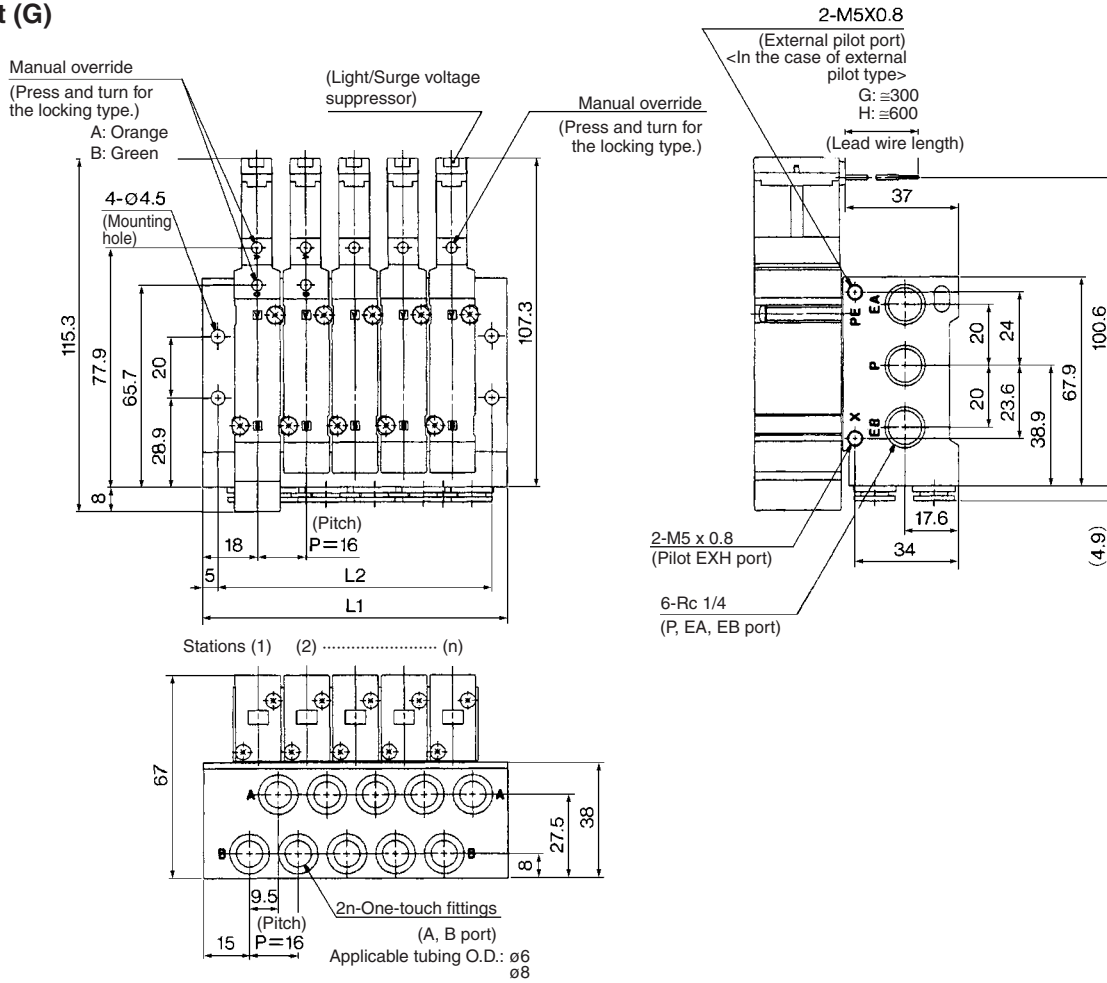 t (G)
Manual override
(Press and turn for
the locking type.)
A: Orange
B: Green
(Light/Surge voltage
suppressor)
Manual override
(Press and turn for
the locking type.)
2-M5X0.8
(External pilot port)
<In the case of external
pilot type>
G: ≅300
H: ≅600
(Lead wire length)
4-Ø4.5
(Mounting
hole)
115.3
77.9
65.7
20
28.9
8
107.3
18
(Pitch)
P=16
5
L2
L1
37
PE
EA
P
X
EB
20
24
20
23.6
38.9
67.9
100.6
17.6
34
(4.9)
2-M5 x 0.8
(Pilot EXH port)
6-Rc 1/4
(P, EA, EB port)
Stations (1) (2) ........................ (n)
67
A
A
B
B
8
27.5
38
9.5
(Pitch)
15
P=16
2n-One-touch fittings
(A, B port)
Applicable tubing O.D.: ø6
ø8